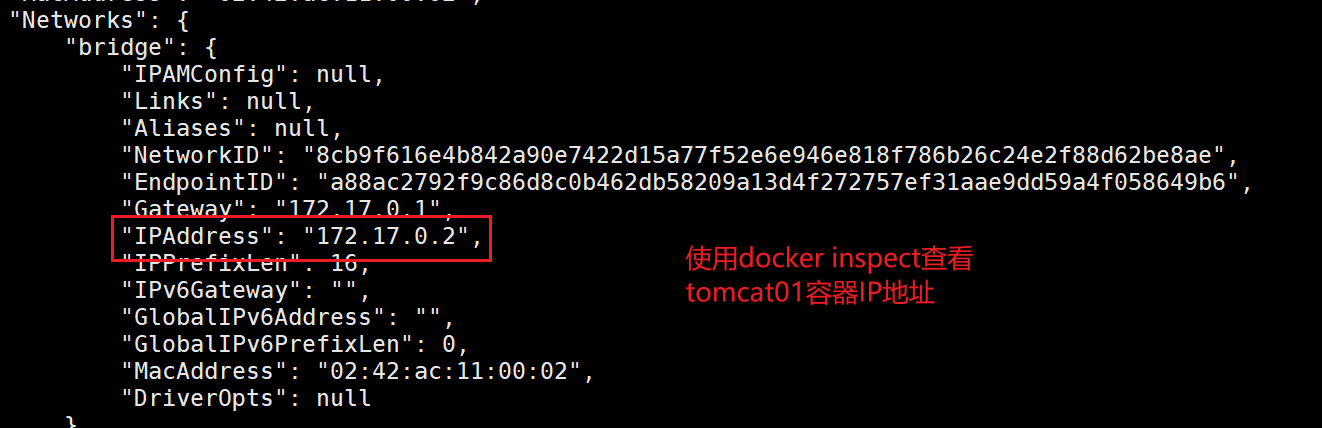 "Networks": {
"bridge": {
"IPAMConfig": null,
"Links": null,
"Aliases": null,
"NetworkID": "8cb9f616e4b842a90e7422d15a77f52e6e946e818f786b26c24e2f88d62be8ae",
"EndpointID": "a88ac2792f9c86d8c0b462db58209a13d4f272757ef31aae9dd59a4f058649b6",
"Gateway": "172.17.0.1",
"IPAddress": "172.17.0.2",
"IPPrefixLen": 16,
"IPv6Gateway": "",
"GlobalIPv6Address": "",
"GlobalIPv6PrefixLen": 0,
"MacAddress": "02:42:ac:11:00:02",
"DriverOpts": null
}
使用docker inspect查看
tomcat01容器IP地址